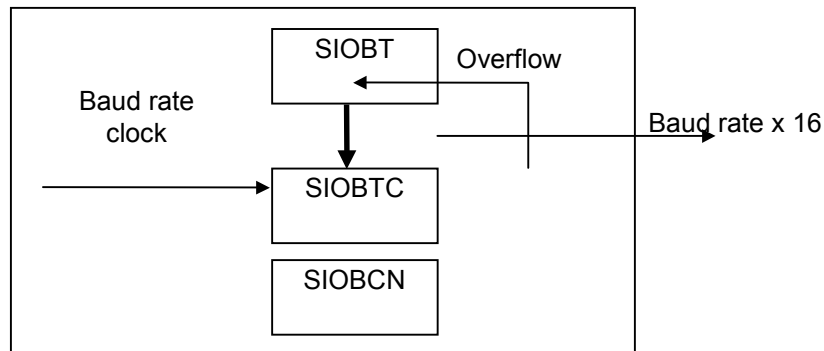 SIOBT
Overflow
Baud rate
clock
Baud rate x 16
SIOBTC
SIOBCN